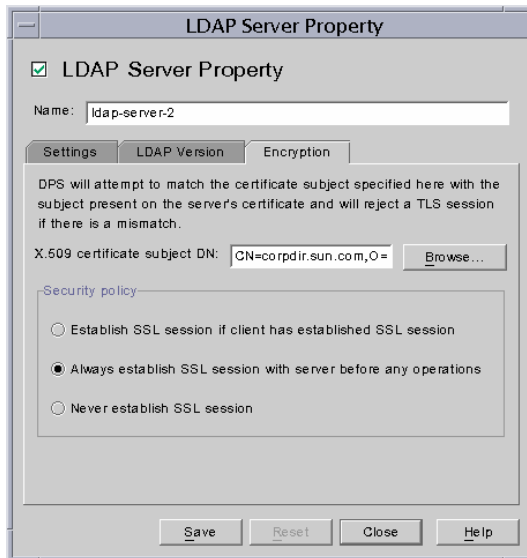 LDAP Server Property
LDAP Server Property
Name: ldap-server-2
Settings LDAP Version Encryption
DPS will attempt to match the certificate subject specified here with the
subject present on the server's certificate and will reject a TLS session
if there is a mismatch.
X.509 certificate subject DN: CN=corpdir.sun.com,O= Browse...
Security policy
Establish SSL session if client has established SSL session
Always establish SSL session with server before any operations
Never establish SSL session
Save Reset Close Help